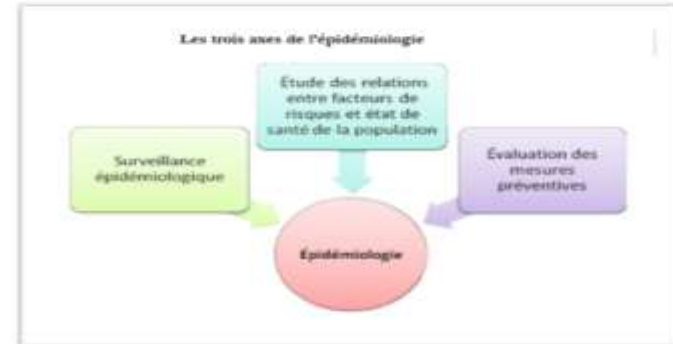 Les trois axes de l'épidémiologie
Etude des relations
entre facteurs de
risques et état de
santé de la population
Surveillance
épidémiologique
Évaluation des
mesures
préventives
Épidémiologie